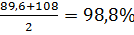 (89,6+108)/2 = 98,8%